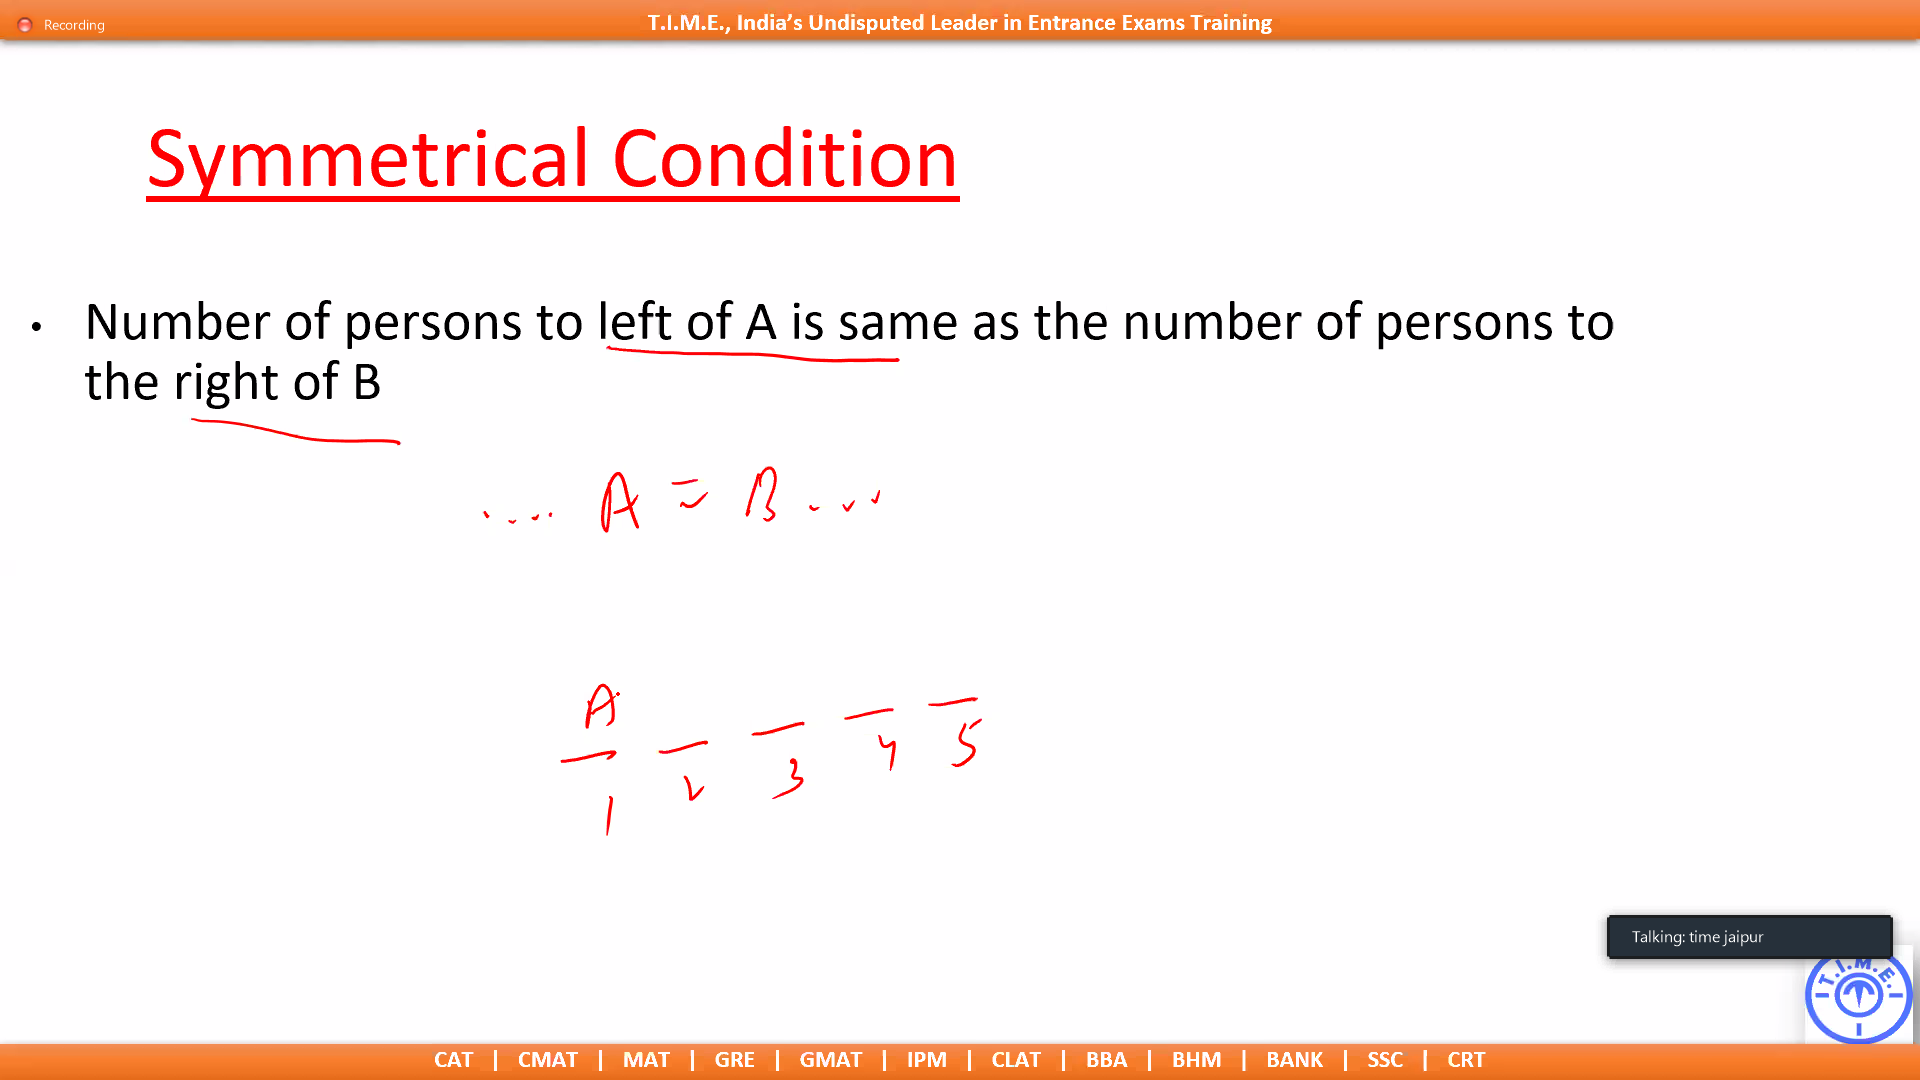 Recording
T.I.M.E., India's Undisputed Leader in Entrance Exams Training
Symmetrical Condition
• Number of persons to left of A is same as the number of persons to
the right of B
.... A = B ...
A
1 2 3 4 5
Talking: time jaipur
T.I.M.E.
CAT | CMAT | MAT | GRE | GMAT | IPM | CLAT | BBA | BHM | BANK | SSC | CRT